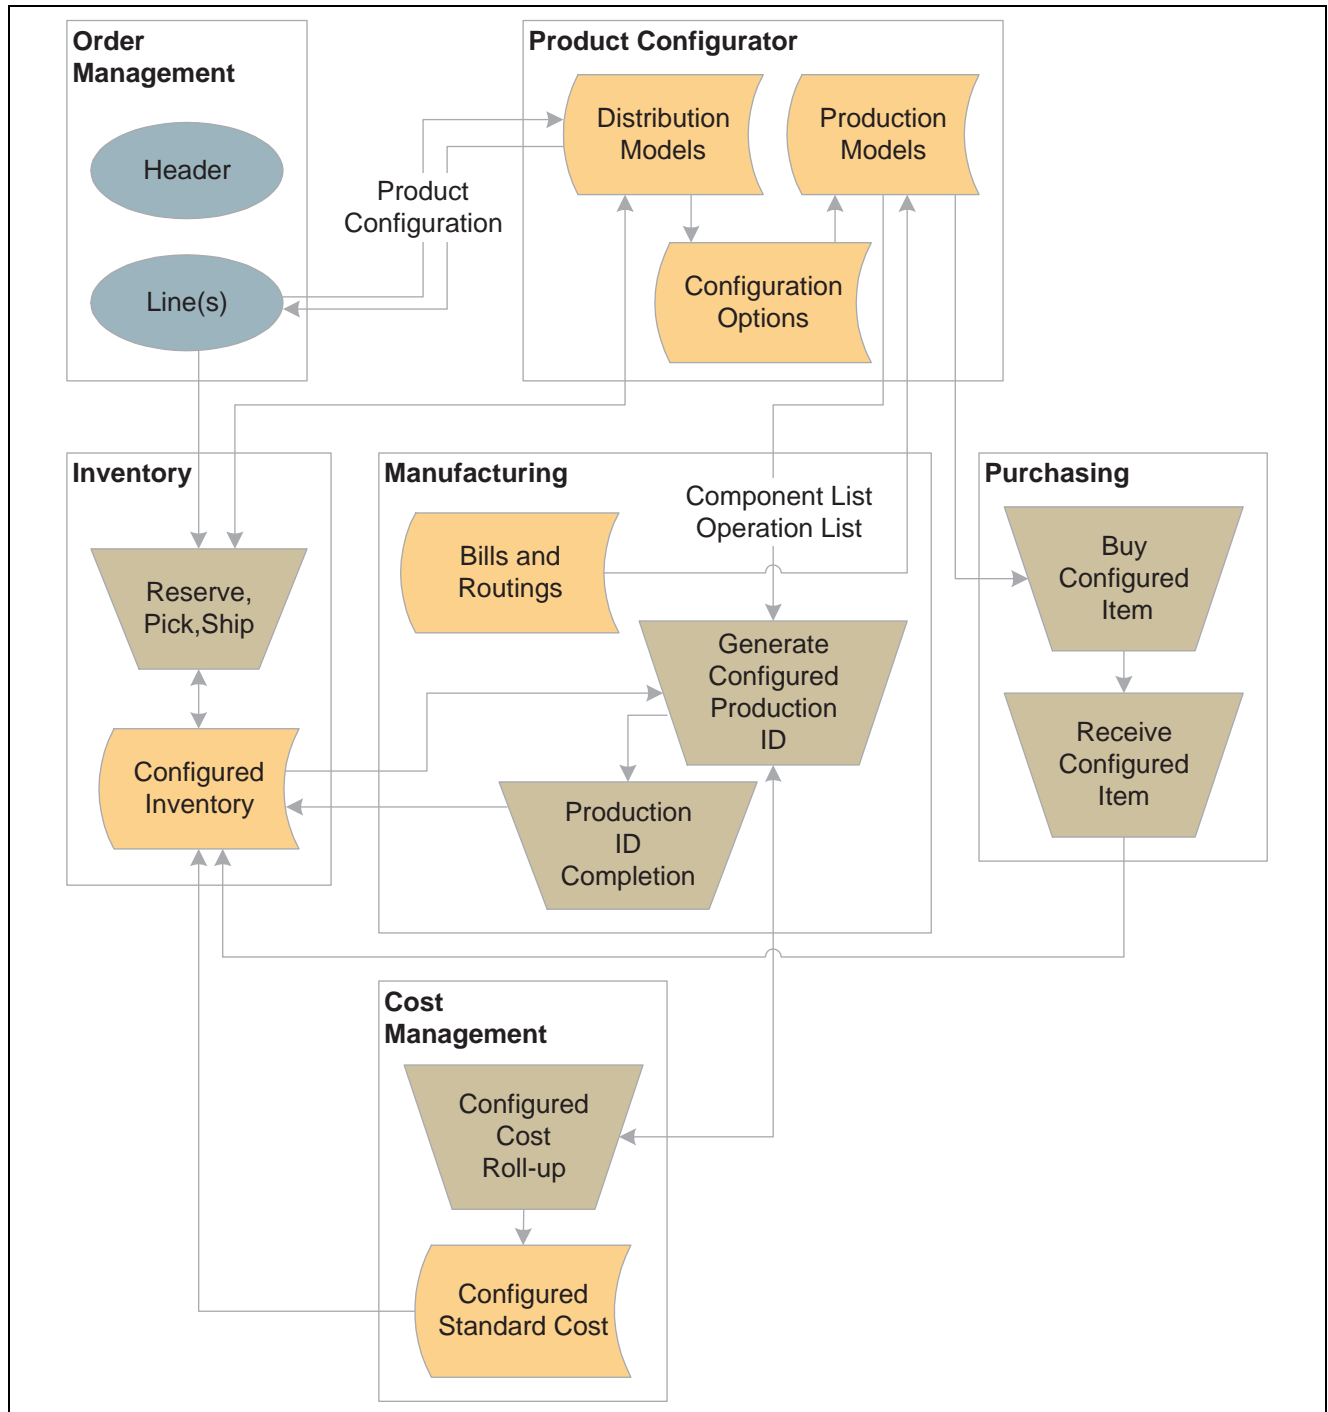 Order
Management
Header
Line(s)
Product
Configuration
Product Configurator
Distribution
Models
Production
Models
Configuration
Options
Inventory
Reserve,
Pick,Ship
Configured
Inventory
Manufacturing
Component List
Operation List
Bills and
Routings
Generate
Configured
Production
ID
Production
ID
Completion
Purchasing
Buy
Configured
Item
Receive
Configured
Item
Cost
Management
Configured
Cost
Roll-up
Configured
Standard Cost